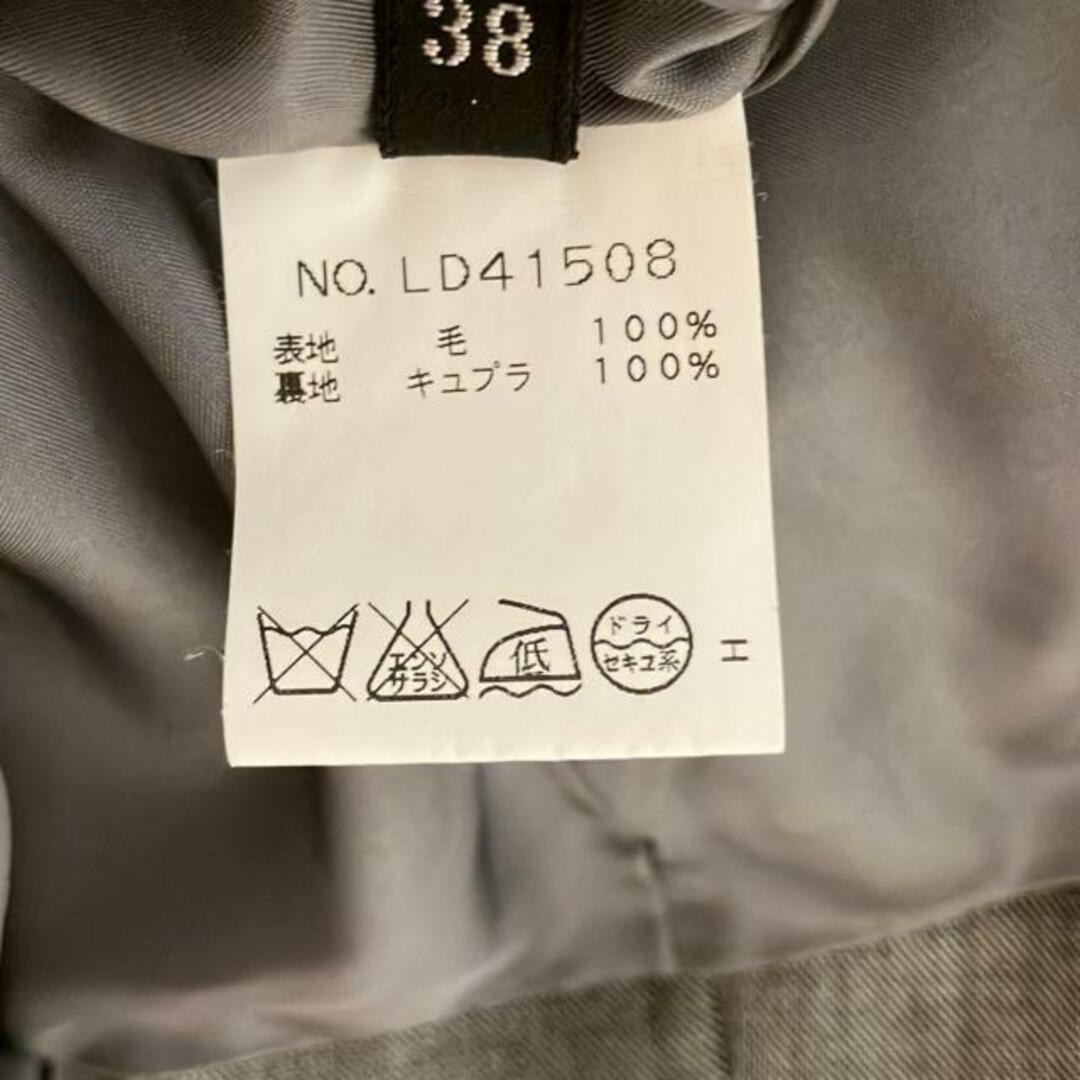 38
NO. LD41508
表地 毛 100%
裏地 キュプラ 100%
エンソ サラシ 低 ドライ セキユ系 エ